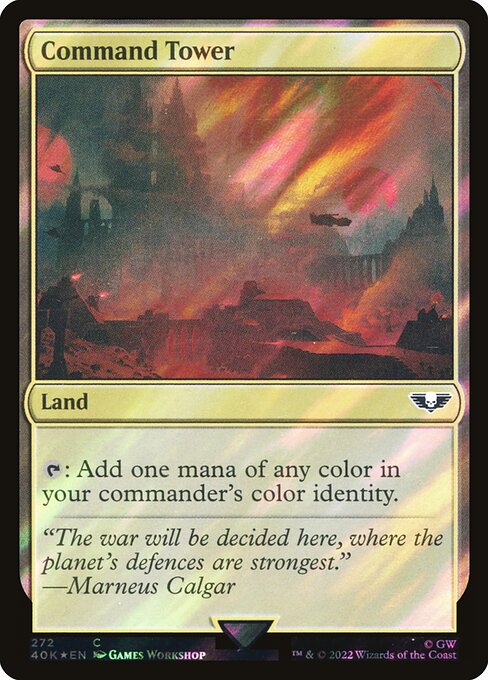 Command Tower
Land
: Add one mana of any color in
your commander’s color identity.
“The war will be decided here, where the
planet’s defences are strongest.”
—Marneus Calgar
272 C
40K★EN Games Workshop
© GW
™ & © 2022 Wizards of the Coast